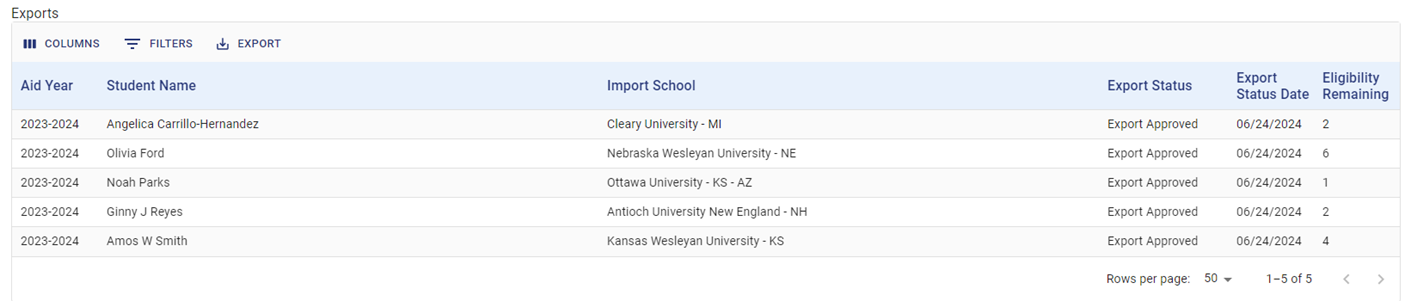 Exports
COLUMNS FILTERS EXPORT
Aid Year Student Name Import School Export Status Export Status Date Eligibility Remaining
2023-2024 Angelica Carrillo-Hernandez Cleary University - MI Export Approved 06/24/2024 2
2023-2024 Olivia Ford Nebraska Wesleyan University - NE Export Approved 06/24/2024 6
2023-2024 Noah Parks Ottawa University - KS - AZ Export Approved 06/24/2024 1
2023-2024 Ginny J Reyes Antioch University New England - NH Export Approved 06/24/2024 2
2023-2024 Amos W Smith Kansas Wesleyan University - KS Export Approved 06/24/2024 4
Rows per page: 50 1–5 of 5